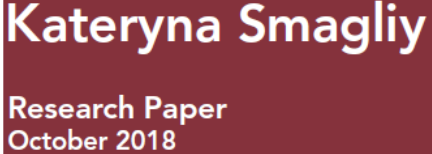 Kateryna Smagliy
Research Paper
October 2018